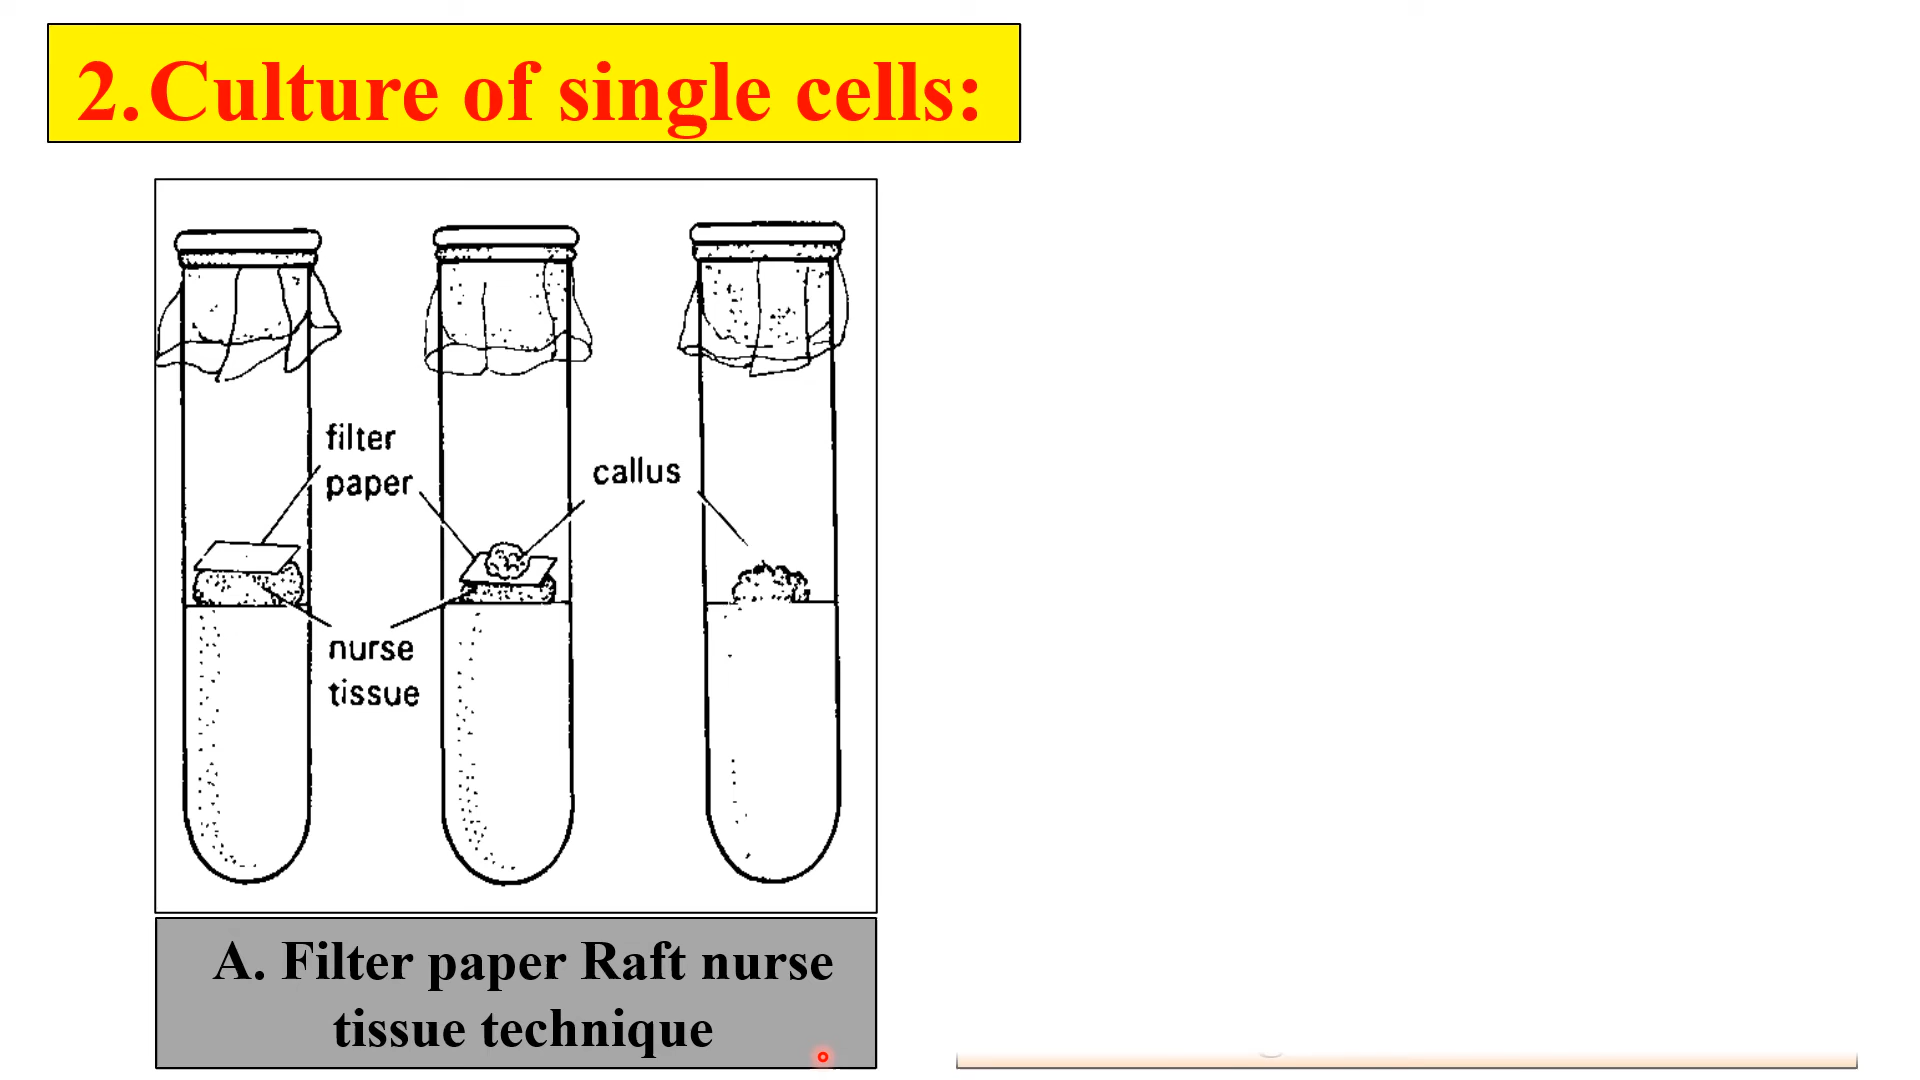 2. Culture of single cells:
filter
paper
callus
nurse
tissue
A. Filter paper Raft nurse
tissue technique